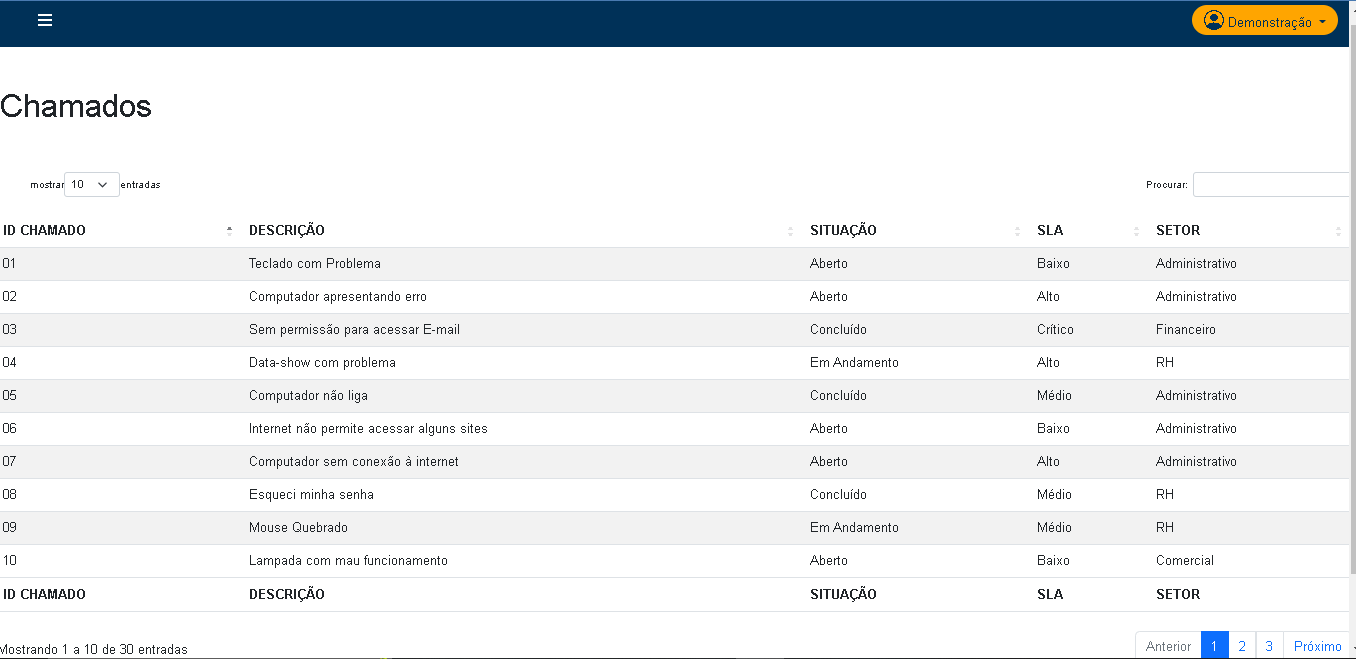 Demonstração
Chamados
mostrar 10 entradas Procurar:
ID CHAMADO DESCRIÇÃO SITUAÇÃO SLA SETOR
01 Teclado com Problema Aberto Baixo Administrativo
02 Computador apresentando erro Aberto Alto Administrativo
03 Sem permissão para acessar E-mail Concluído Crítico Financeiro
04 Data-show com problema Em Andamento Alto RH
05 Computador não liga Concluído Médio Administrativo
06 Internet não permite acessar alguns sites Aberto Baixo Administrativo
07 Computador sem conexão à internet Aberto Alto Administrativo
08 Esqueci minha senha Concluído Médio RH
09 Mouse Quebrado Em Andamento Médio RH
10 Lampada com mau funcionamento Aberto Baixo Comercial
ID CHAMADO DESCRIÇÃO SITUAÇÃO SLA SETOR
Mostrando 1 a 10 de 30 entradas Anterior 1 2 3 Próximo